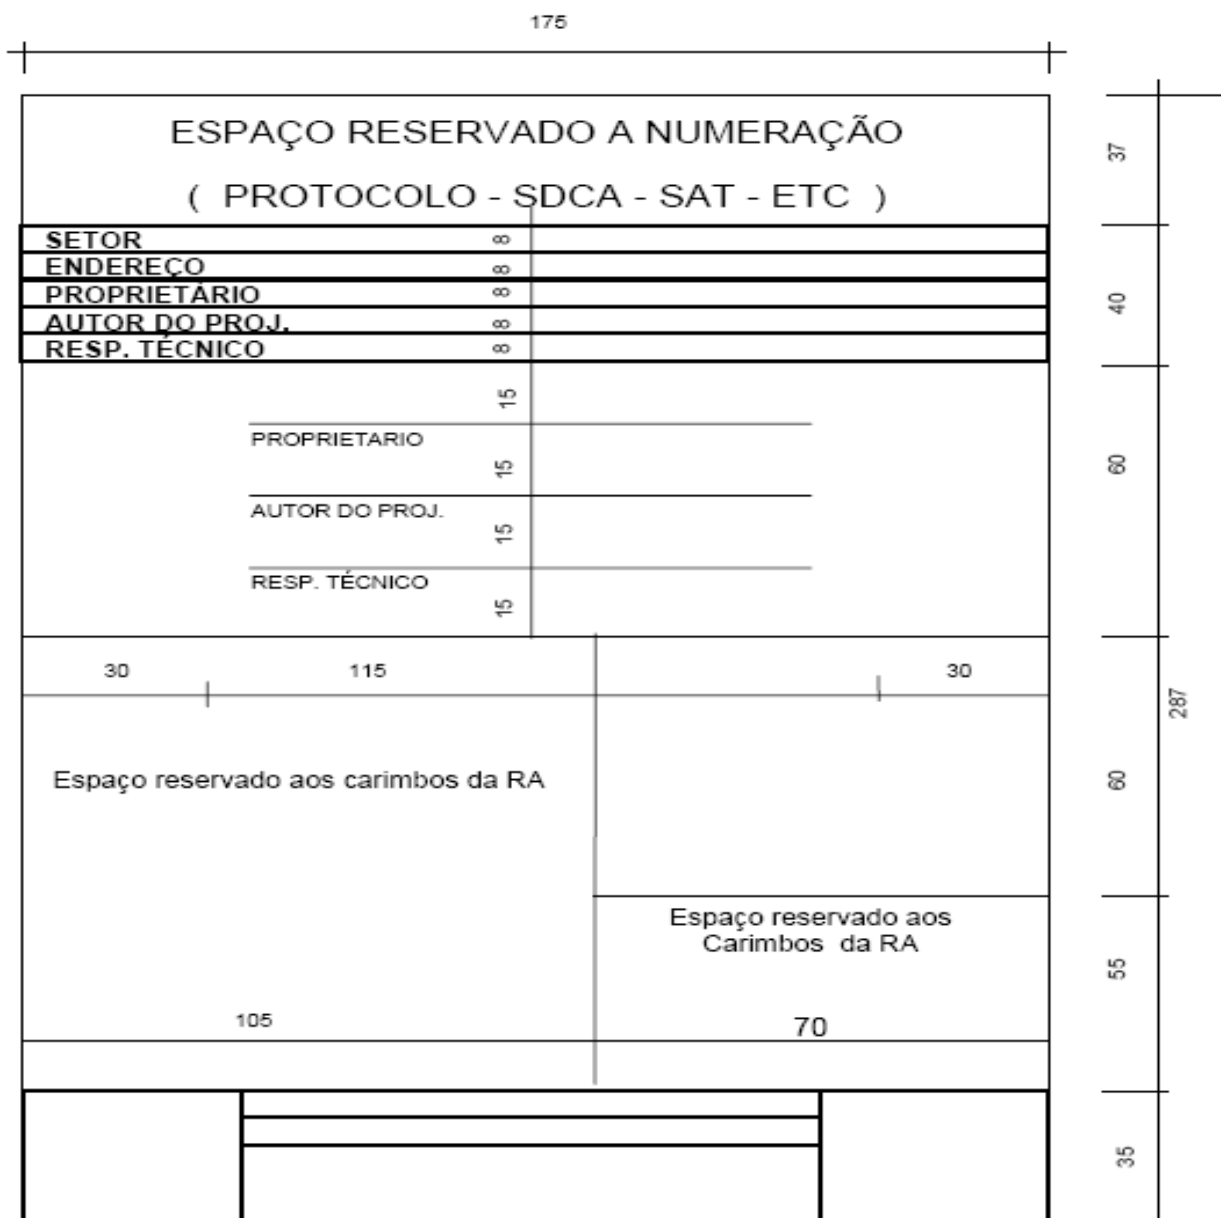 175
ESPAÇO RESERVADO A NUMERAÇÃO
( PROTOCOLO - SDCA - SAT - ETC )
37
SETOR 8
ENDEREÇO 8
PROPRIETÁRIO 8
AUTOR DO PROJ. 8
RESP. TÉCNICO 8
40
15
PROPRIETARIO
15
AUTOR DO PROJ.
15
RESP. TÉCNICO
15
60
30 115 30
287
Espaço reservado aos carimbos da RA
60
Espaço reservado aos
Carimbos da RA
55
105 70
35